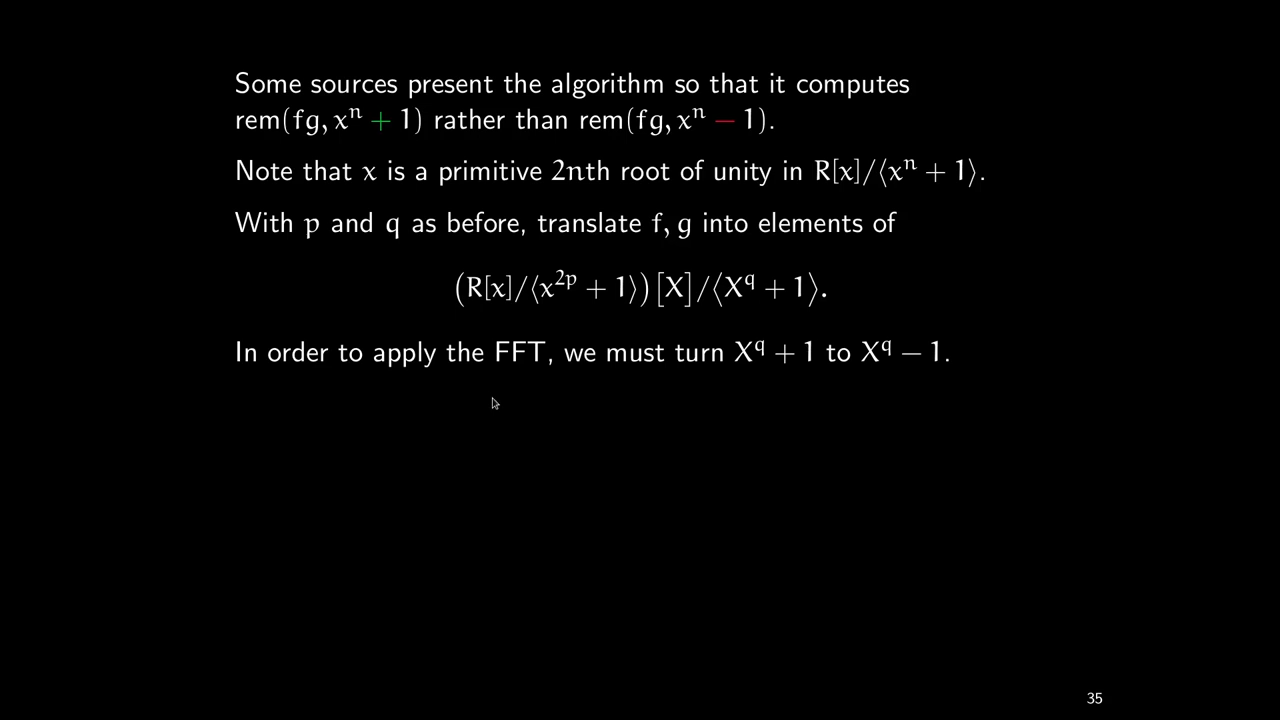 Some sources present the algorithm so that it computes
rem(fg, xⁿ + 1) rather than rem(fg, xⁿ − 1).
Note that x is a primitive 2nth root of unity in R[x]/⟨xⁿ + 1⟩.
With p and q as before, translate f, g into elements of
(R[x]/⟨x²ᵖ + 1⟩)[X]/⟨X^q + 1⟩.
In order to apply the FFT, we must turn X^q + 1 to X^q − 1.
35